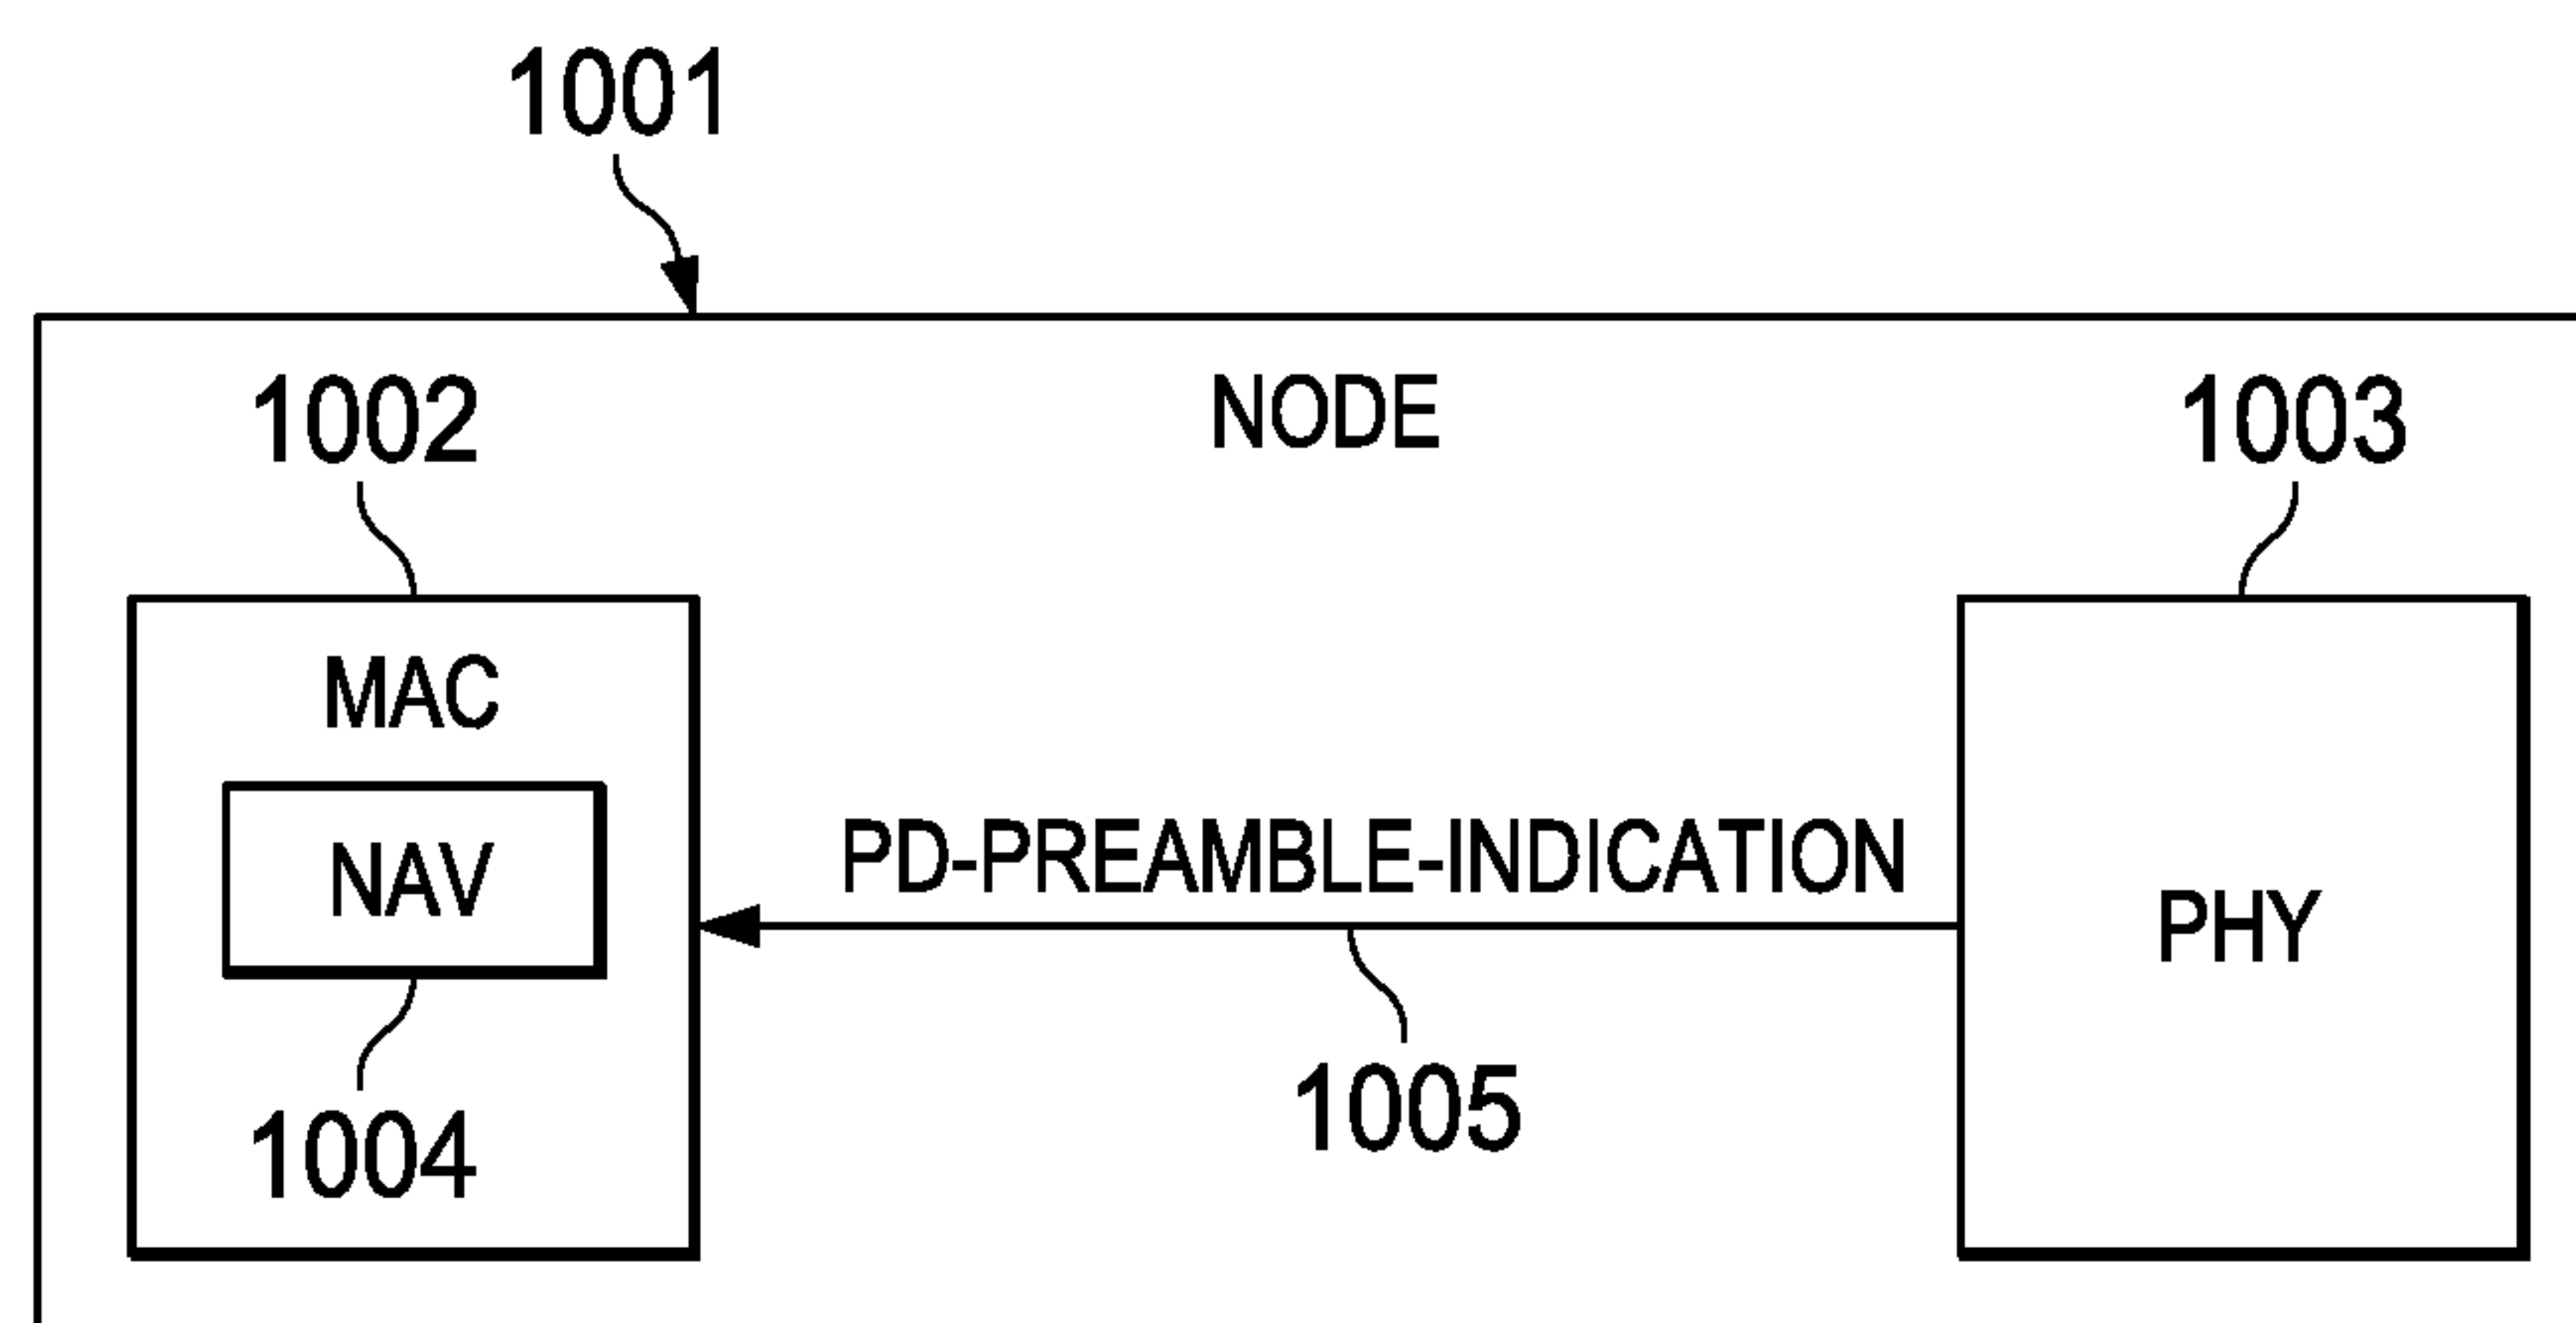 1001
NODE
1002
1003
MAC
NAV
PD-PREAMBLE-INDICATION
PHY
1004
1005